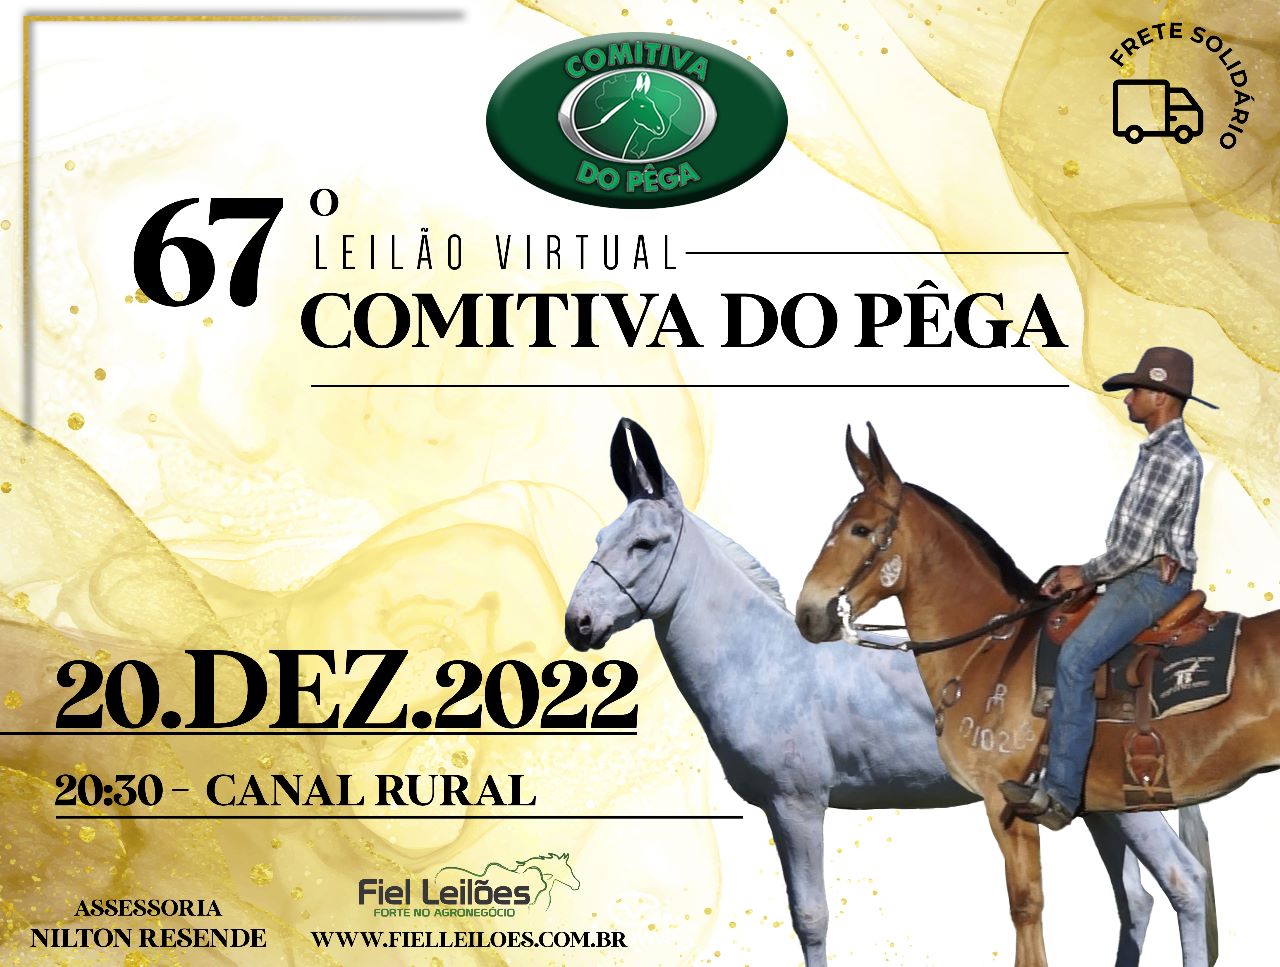 COMITIVA
DO PÊGA
FRETE SOLIDÁRIO
67º
LEILÃO VIRTUAL
COMITIVA DO PÊGA
20.DEZ.2022
20:30 - CANAL RURAL
Fiel Leilões
FORTE NO AGRONEGÓCIO
ASSESSORIA
NILTON RESENDE
WWW.FIELLEILOES.COM.BR